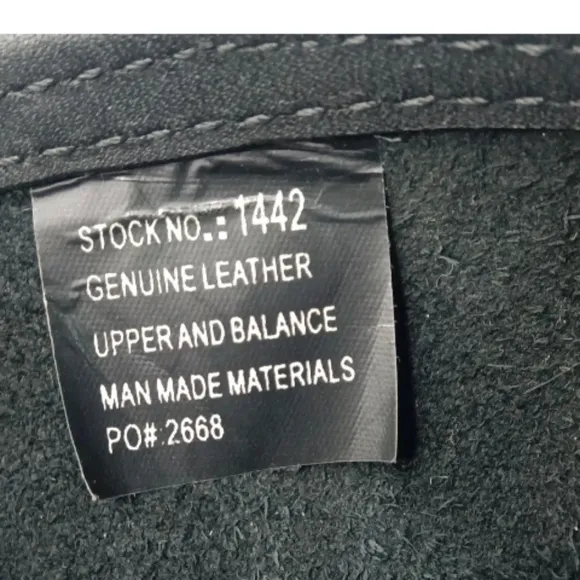 STOCK NO.: 1442
GENUINE LEATHER
UPPER AND BALANCE
MAN MADE MATERIALS
PO#:2668